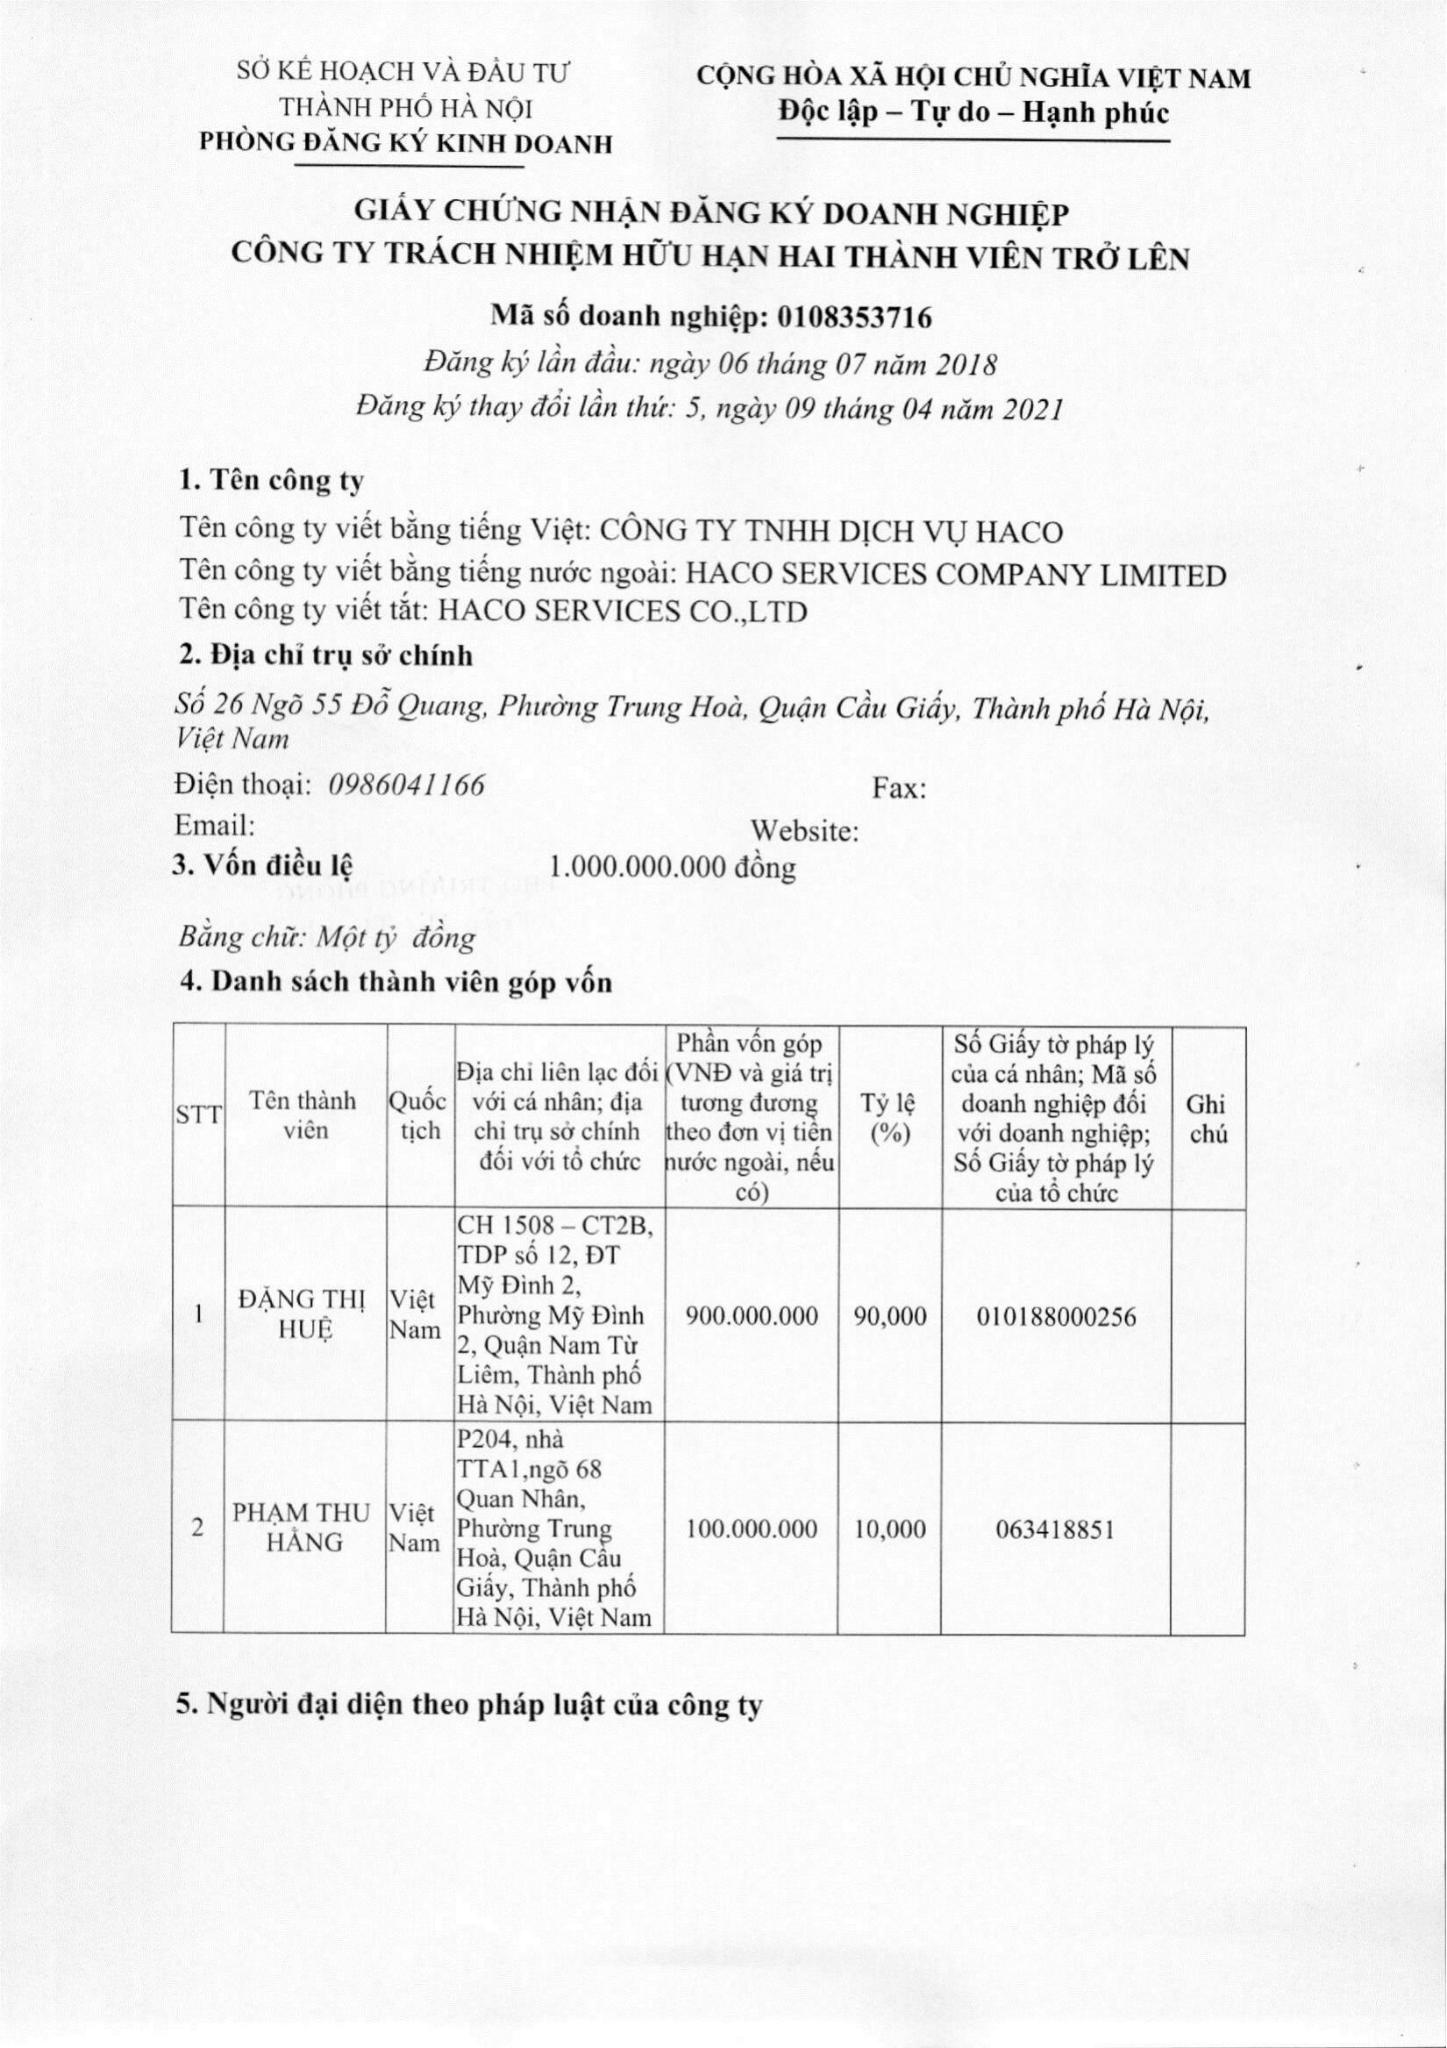 SỞ KẾ HOẠCH VÀ ĐẦU TƯ
THÀNH PHỐ HÀ NỘI
PHÒNG ĐĂNG KÝ KINH DOANH
CỘNG HÒA XÃ HỘI CHỦ NGHĨA VIỆT NAM
Độc lập – Tự do – Hạnh phúc
GIẤY CHỨNG NHẬN ĐĂNG KÝ DOANH NGHIỆP
CÔNG TY TRÁCH NHIỆM HỮU HẠN HAI THÀNH VIÊN TRỞ LÊN
Mã số doanh nghiệp: 0108353716
Đăng ký lần đầu: ngày 06 tháng 07 năm 2018
Đăng ký thay đổi lần thứ: 5, ngày 09 tháng 04 năm 2021
1. Tên công ty
Tên công ty viết bằng tiếng Việt: CÔNG TY TNHH DỊCH VỤ HACO
Tên công ty viết bằng tiếng nước ngoài: HACO SERVICES COMPANY LIMITED
Tên công ty viết tắt: HACO SERVICES CO.,LTD
2. Địa chỉ trụ sở chính
Số 26 Ngõ 55 Đỗ Quang, Phường Trung Hoà, Quận Cầu Giấy, Thành phố Hà Nội,
Việt Nam
Điện thoại: 0986041166 Fax:
Email: Website:
3. Vốn điều lệ 1.000.000.000 đồng
Bằng chữ: Một tỷ đồng
4. Danh sách thành viên góp vốn
STT
Tên thành
viên
Quốc
tịch
Địa chỉ liên lạc đối
với cá nhân; địa
chỉ trụ sở chính
đối với tổ chức
Phần vốn góp
(VNĐ và giá trị
tương đương
theo đơn vị tiền
nước ngoài, nếu
có)
Tỷ lệ
(%)
Số Giấy tờ pháp lý
của cá nhân; Mã số
doanh nghiệp đối
với doanh nghiệp;
Số Giấy tờ pháp lý
của tổ chức
Ghi
chú
1
ĐẶNG THỊ
HUỆ
Việt
Nam
CH 1508 – CT2B,
TDP số 12, ĐT
Mỹ Đình 2,
Phường Mỹ Đình
2, Quận Nam Từ
Liêm, Thành phố
Hà Nội, Việt Nam
900.000.000
90,000
010188000256
2
PHẠM THU
HẰNG
Việt
Nam
P204, nhà
TTA1,ngõ 68
Quan Nhân,
Phường Trung
Hoà, Quận Cầu
Giấy, Thành phố
Hà Nội, Việt Nam
100.000.000
10,000
063418851
5. Người đại diện theo pháp luật của công ty